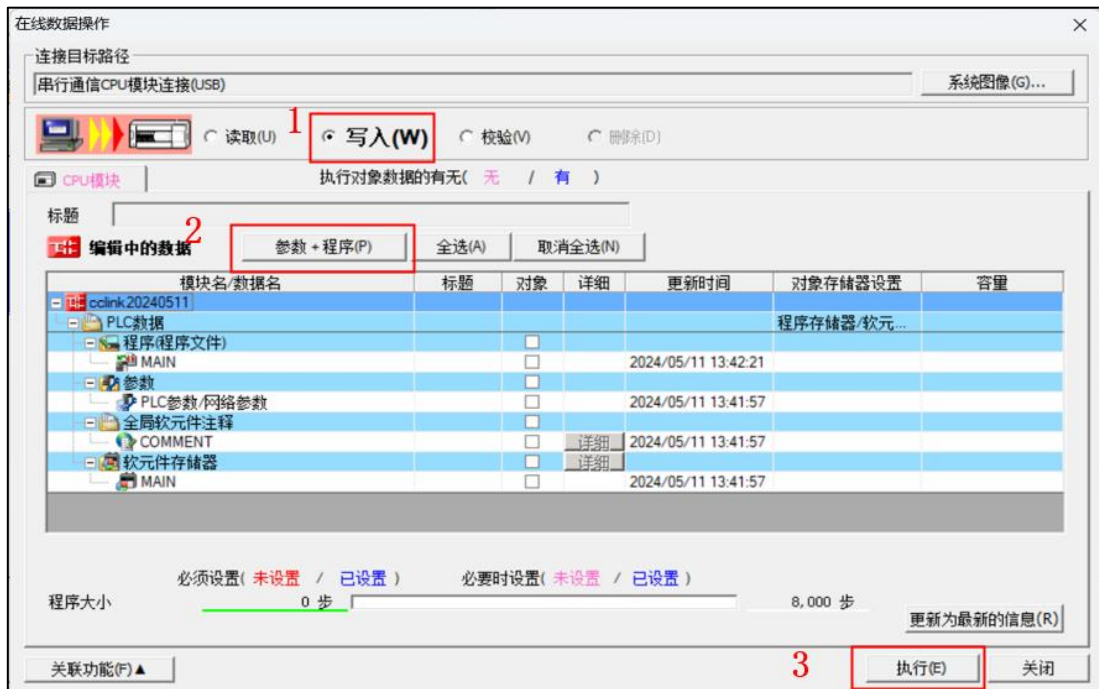 在线数据操作
连接目标路径
串行通信CPU模块连接(USB) 系统图像(G)...
1 读取(U) 写入(W) 校验(V) 删除(D)
CPU模块 执行对象数据的有无( 无 / 有 )
标题
2 编辑中的数据 参数+程序(P) 全选(A) 取消全选(N)
模块名/数据名 标题 对象 详细 更新时间 对象存储器设置 容量
cclink20240511
PLC数据 程序存储器/软元...
程序(程序文件)
MAIN 2024/05/11 13:42:21
参数
PLC参数/网络参数 2024/05/11 13:41:57
全局软元件注释
COMMENT 详细 2024/05/11 13:41:57
软元件存储器 详细
MAIN 2024/05/11 13:41:57
必须设置( 未设置 / 已设置 ) 必要时设置( 未设置 / 已设置 )
程序大小 0 步 8,000 步
更新为最新的信息(R)
关联功能(F)▲ 3 执行(E) 关闭